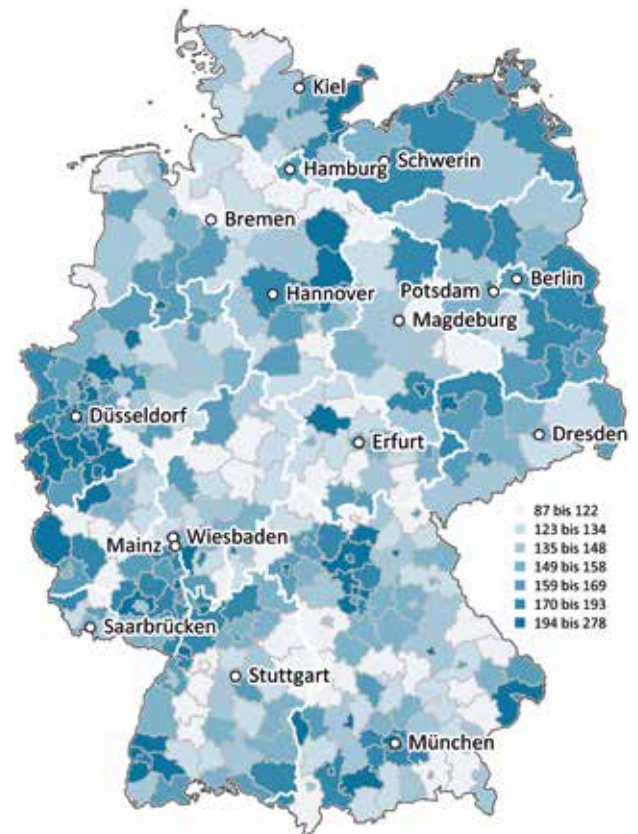 Kiel
Hamburg
Schwerin
Bremen
Berlin
Hannover
Potsdam
Magdeburg
Düsseldorf
Erfurt
Dresden
87 bis 122
123 bis 134
135 bis 148
149 bis 158
159 bis 169
170 bis 193
194 bis 278
Wiesbaden
Mainz
Saarbrücken
Stuttgart
München